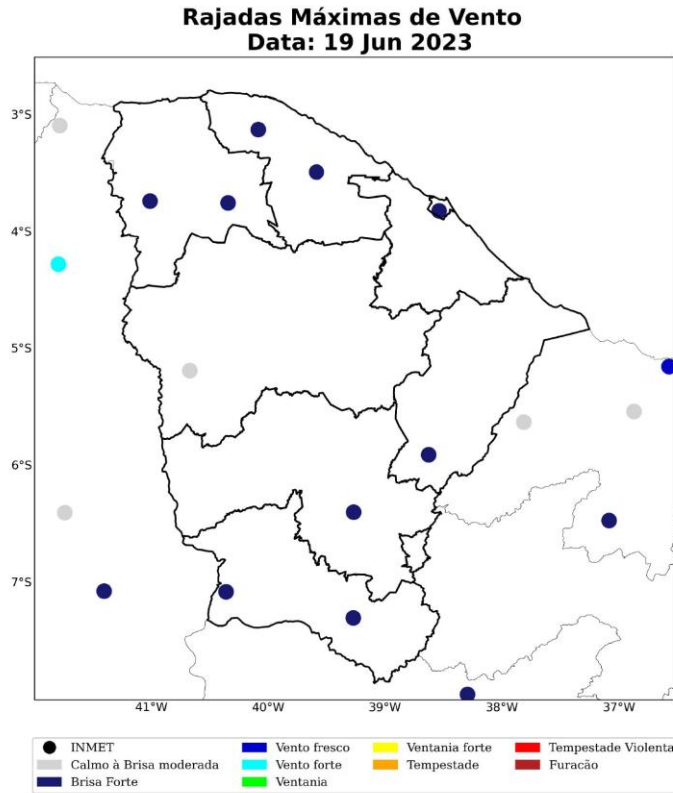 Rajadas Máximas de Vento
Data: 19 Jun 2023
3°S
4°S
5°S
6°S
7°S
41°W 40°W 39°W 38°W 37°W
INMET Vento fresco Ventania forte Tempestade Violenta
Calmo à Brisa moderada Vento forte Tempestade Furacão
Brisa Forte Ventania